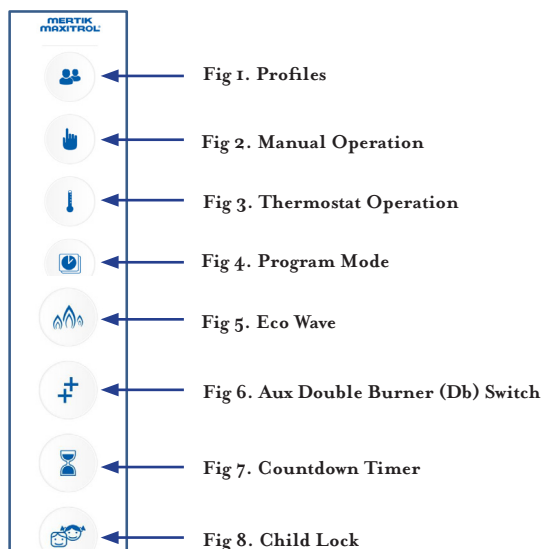 MERTIK
MAXITROL®
Fig 1. Profiles
Fig 2. Manual Operation
Fig 3. Thermostat Operation
Fig 4. Program Mode
Fig 5. Eco Wave
Fig 6. Aux Double Burner (Db) Switch
Fig 7. Countdown Timer
Fig 8. Child Lock